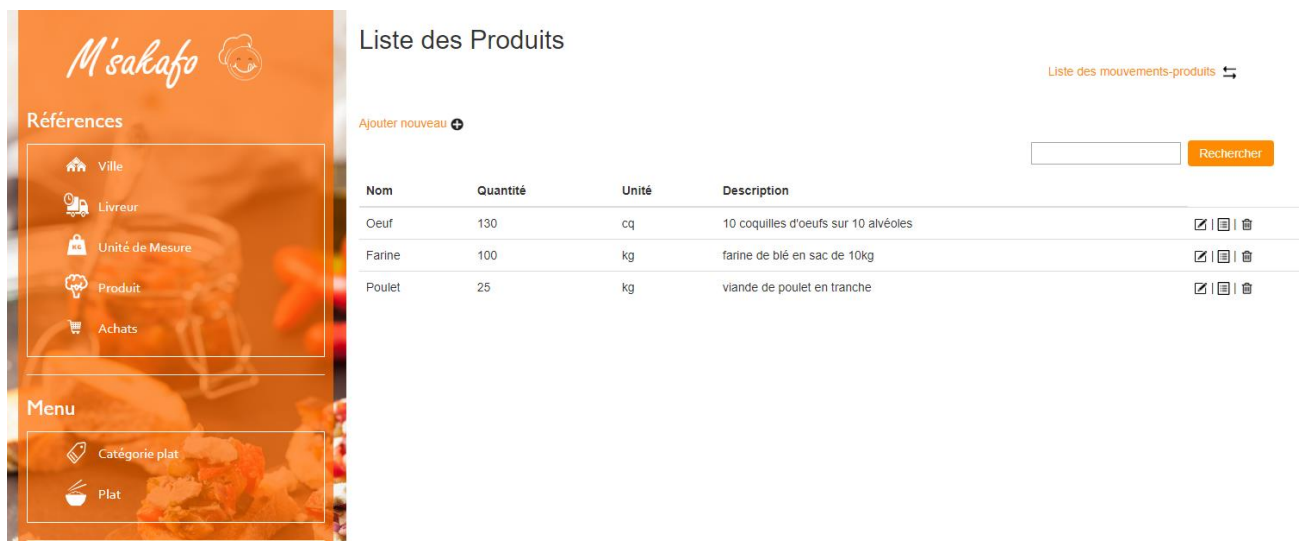 M'sakafo
Références
Ville
Livreur
KG
Unité de Mesure
Produit
Achats
Menu
Catégorie plat
Plat
Liste des Produits
Liste des mouvements-produits
Ajouter nouveau
Rechercher
Nom Quantité Unité Description
Oeuf 130 cq 10 coquilles d'oeufs sur 10 alvéoles | |
Farine 100 kg farine de blé en sac de 10kg | |
Poulet 25 kg viande de poulet en tranche | |